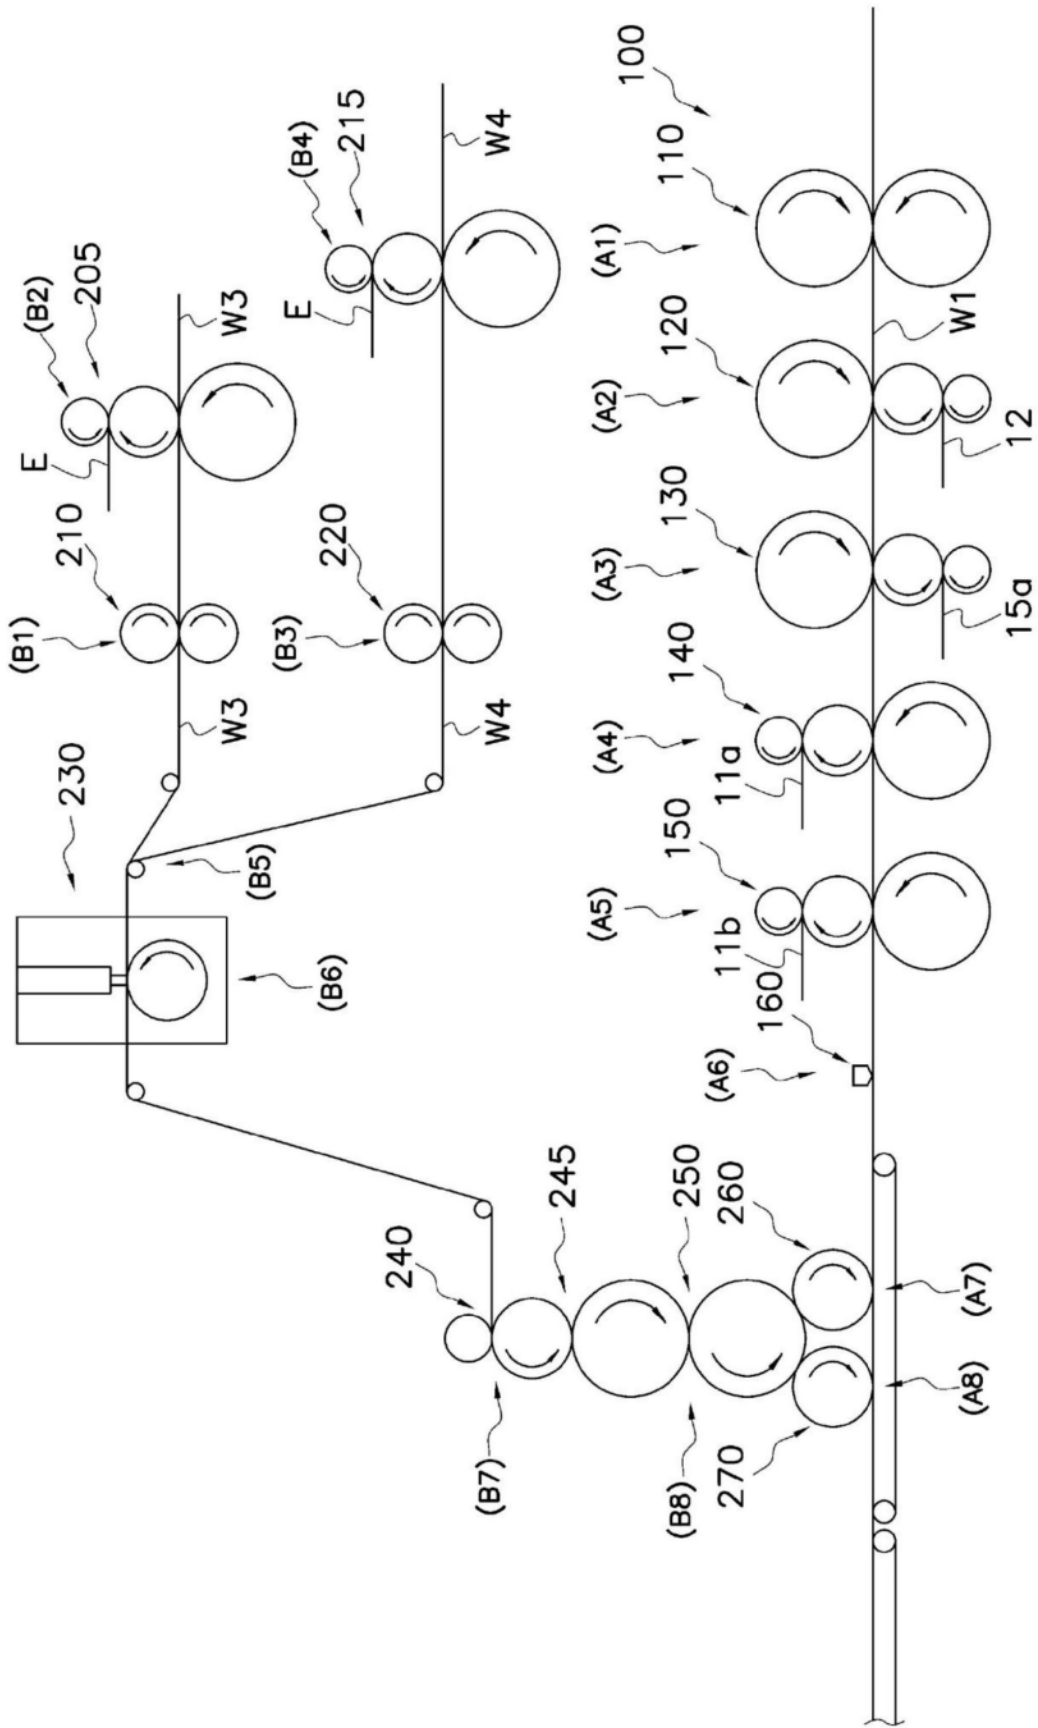 (B1)
E
(B2)
230
210
205
W3
W3
(B5)
(B3)
E
(B4)
(B6)
220
215
240
(B7)
W4
W4
245
(A5)
(A4)
(A3)
(A2)
(A1)
100
(B8)
250
150
140
130
120
110
270
260
(A6)
11b
11a
160
(A8)
(A7)
W1
15a
12